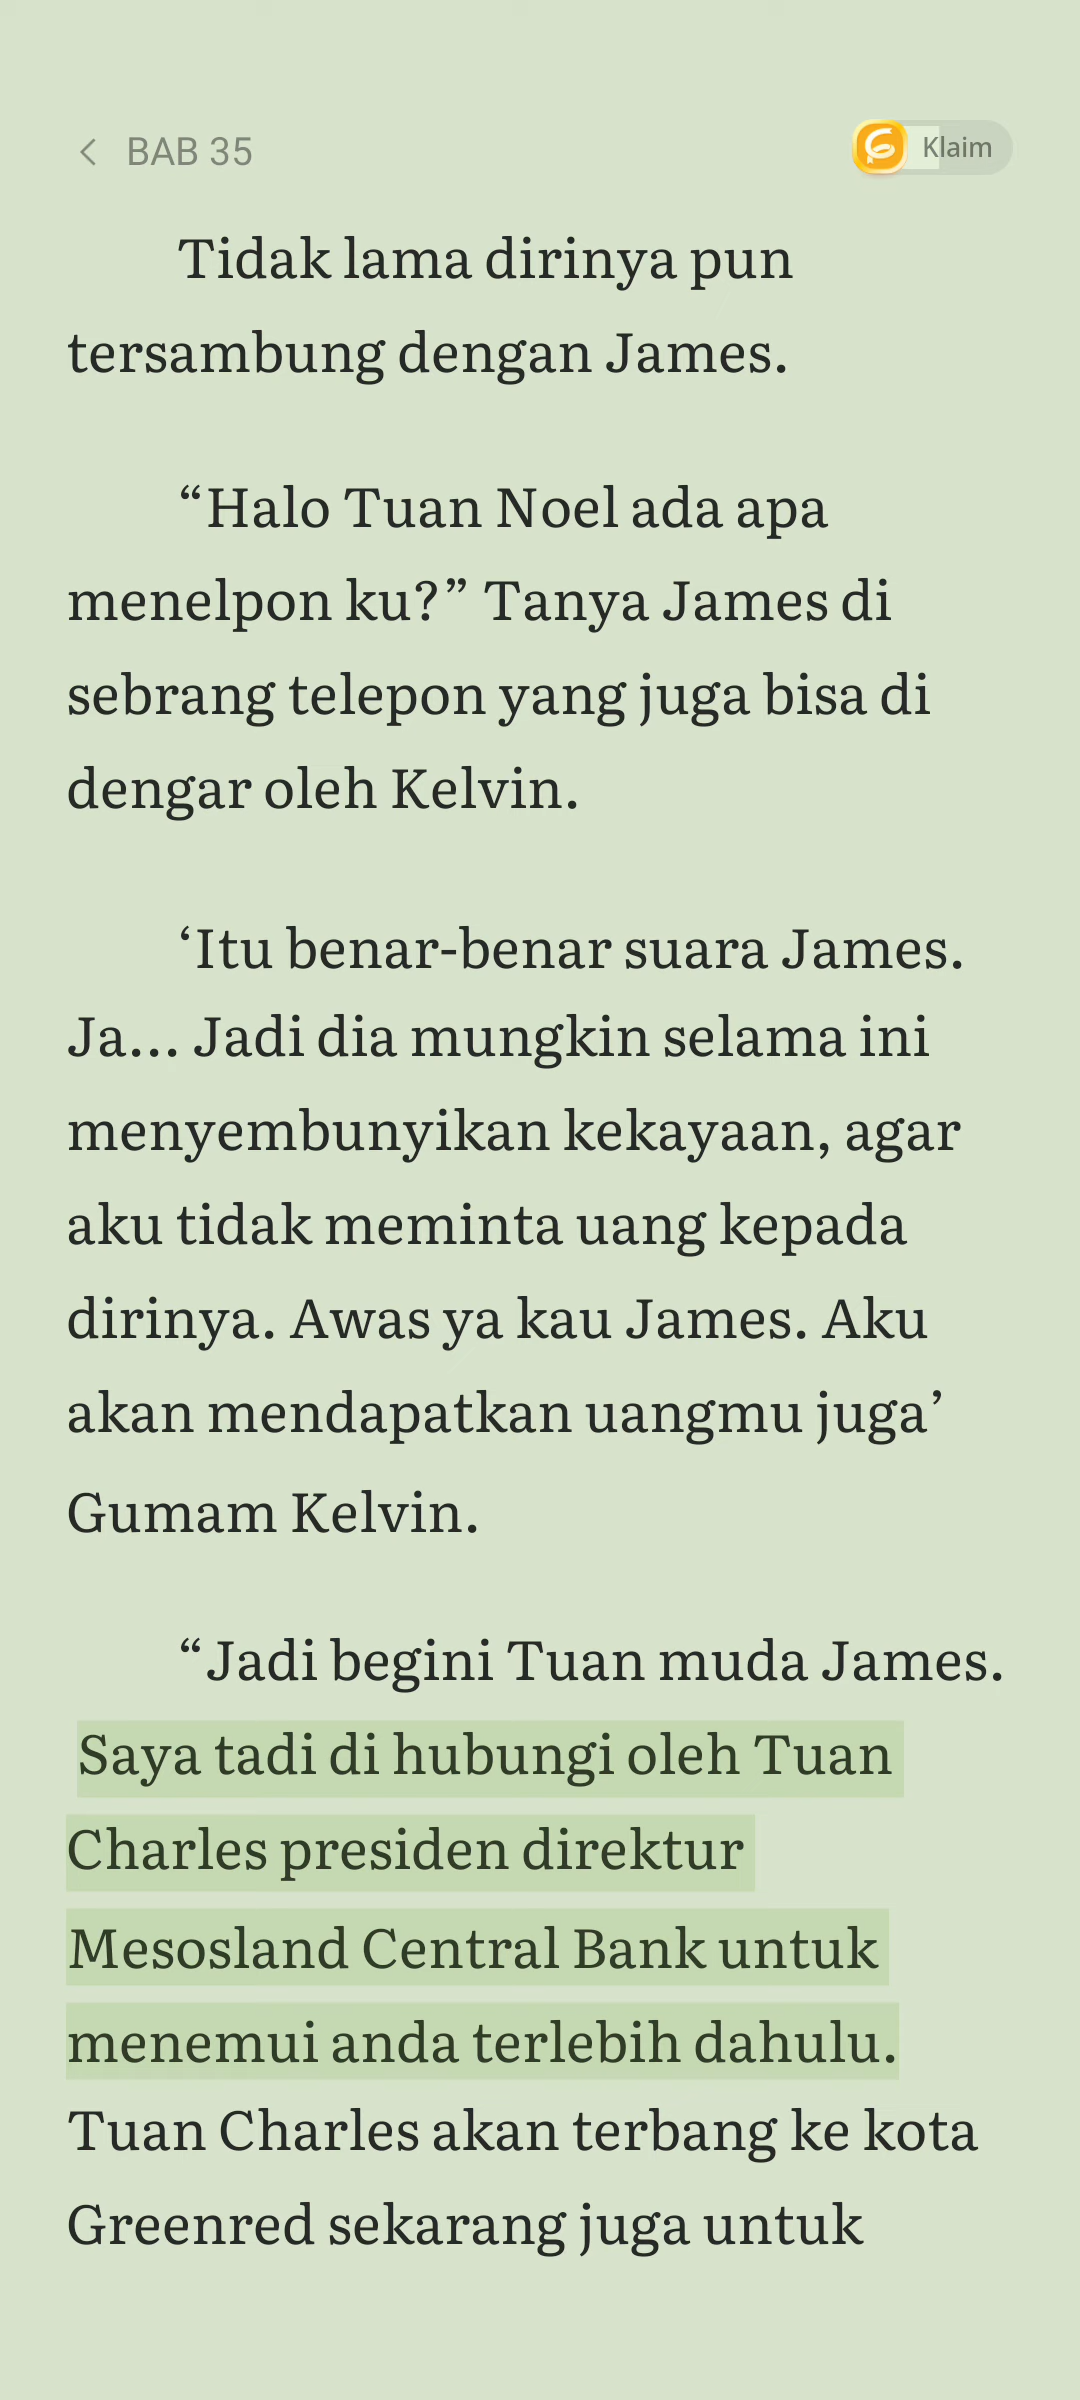 BAB 35
Klaim
Tidak lama dirinya pun
tersambung dengan James.
“Halo Tuan Noel ada apa
menelpon ku?” Tanya James di
sebrang telepon yang juga bisa di
dengar oleh Kelvin.
‘Itu benar-benar suara James.
Ja... Jadi dia mungkin selama ini
menyembunyikan kekayaan, agar
aku tidak meminta uang kepada
dirinya. Awas ya kau James. Aku
akan mendapatkan uangmu juga’
Gumam Kelvin.
“Jadi begini Tuan muda James.
Saya tadi di hubungi oleh Tuan
Charles presiden direktur
Mesosland Central Bank untuk
menemui anda terlebih dahulu.
Tuan Charles akan terbang ke kota
Greenred sekarang juga untuk